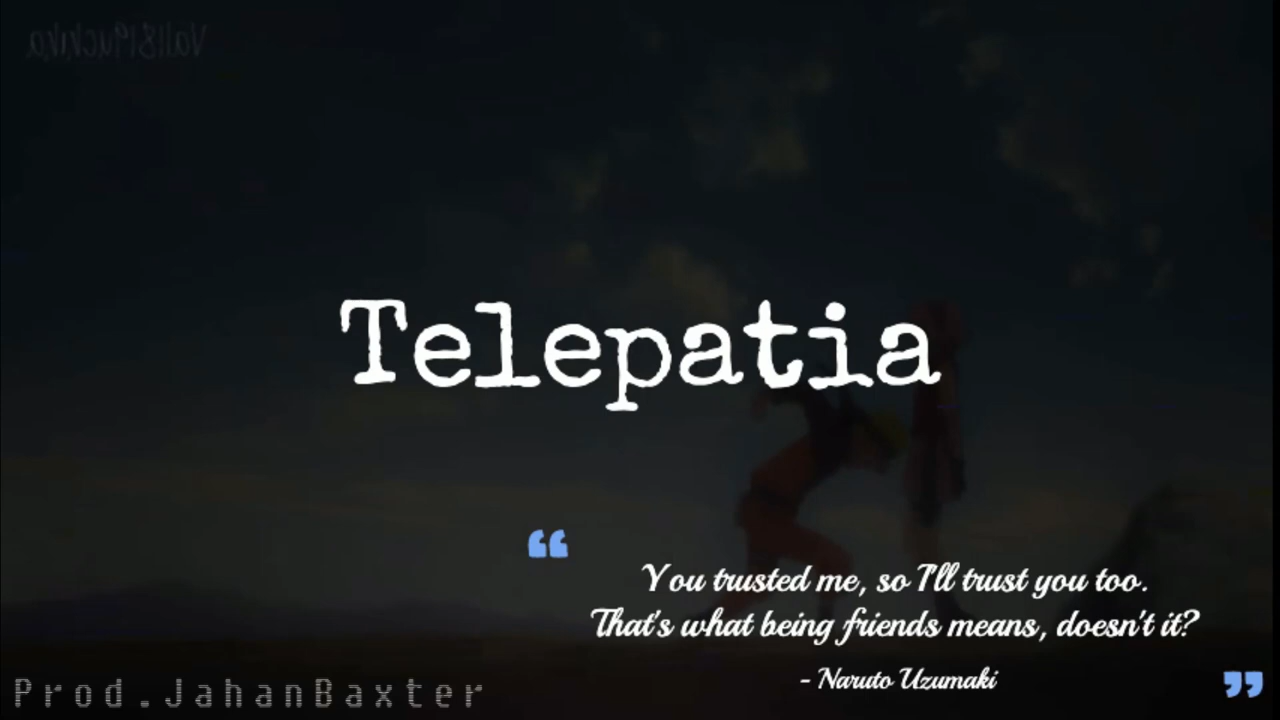 Telepatia
“
You trusted me, so I'll trust you too.
That's what being friends means, doesn't it?
- Naruto Uzumaki
”
Prod.JahanBaxter